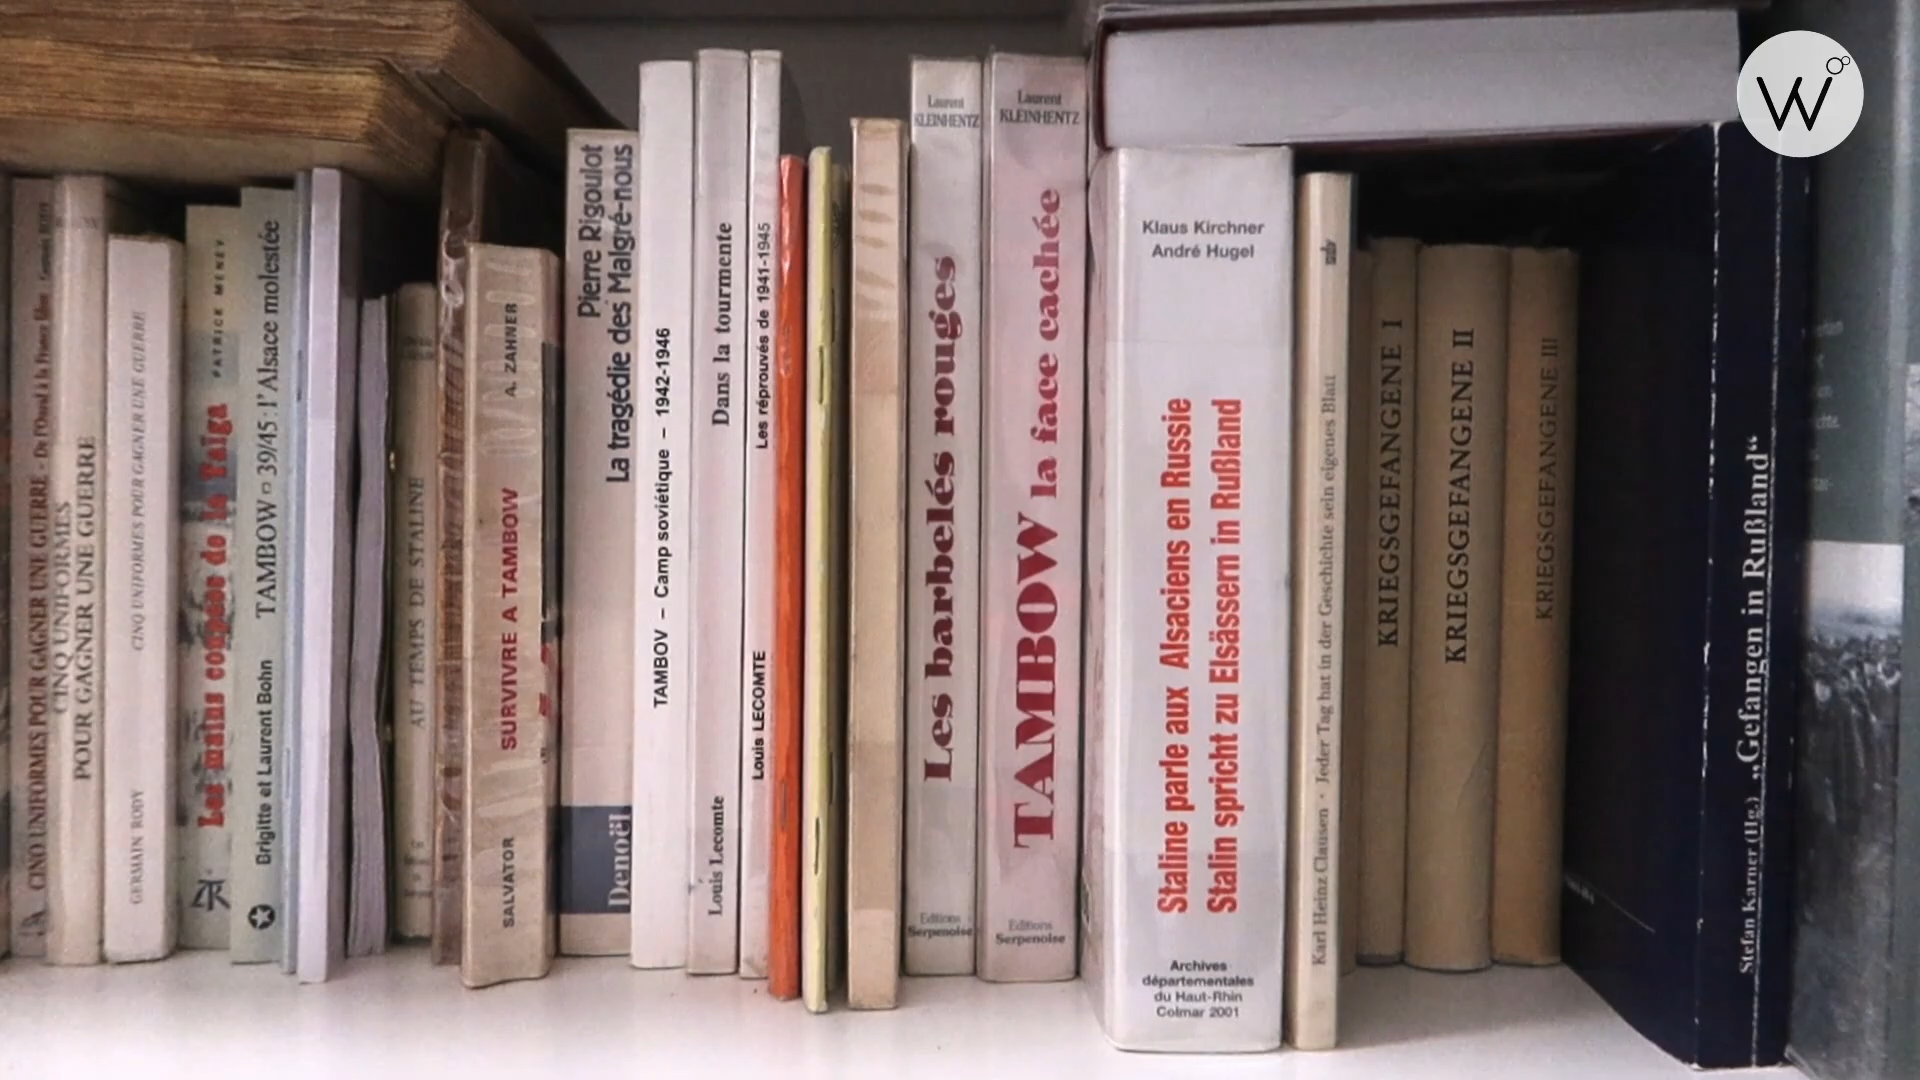 CINQ UNIFORMES POUR GAGNER UNE GUERRE -
CINQ UNIFORMES
POUR GAGNER UNE GUERRE
GERMAIN RODY CINQ UNIFORMES POUR GAGNER UNE GUERRE
Les mains coupées de la Taïga PATRICK MENEY
Brigitte et Laurent Bohn TAMBOW 39/45 : l'Alsace molestée
AU TEMPS DE STALINE
SALVATOR SURVIVRE A TAMBOW A. ZAHNER
Pierre Rigoulot
La tragédie des Malgré-nous
Denoël
TAMBOV – Camp soviétique – 1942-1946
Louis Lecomte Dans la tourmente
Louis LECOMTE Les réprouvés de 1941-1945
Laurent
KLEINHENTZ
Les barbelés rouges
Editions
Serpenoise
Laurent
KLEINHENTZ
TAMBOW la face cachée
Editions
Serpenoise
Klaus Kirchner
André Hugel
Staline parle aux Alsaciens en Russie
Stalin spricht zu Elsässern in Rußland
Archives
départementales
du Haut-Rhin
Colmar 2001
Karl Heinz Clausen · Jeder Tag hat in der Geschichte sein eigenes Blatt
KRIEGSGEFANGENE I
KRIEGSGEFANGENE II
KRIEGSGEFANGENE III
Stefan Karner (Hg.) „Gefangen in Rußland“
W